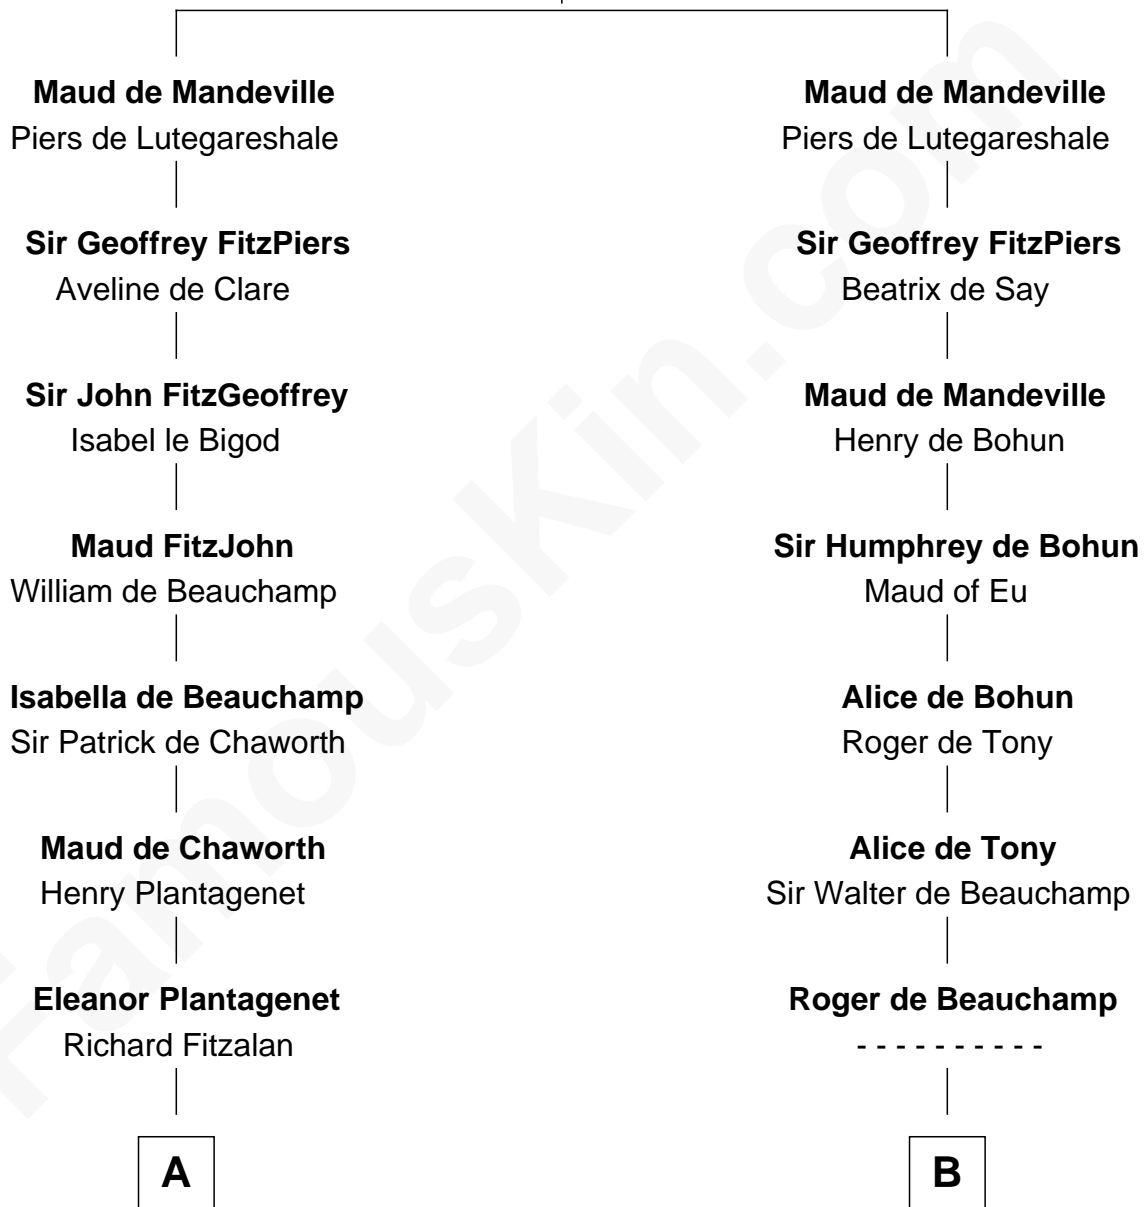 Maud de Mandeville
Piers de Lutegareshale
Sir Geoffrey FitzPiers
Aveline de Clare
Sir John FitzGeoffrey
Isabel le Bigod
Maud FitzJohn
William de Beauchamp
Isabella de Beauchamp
Sir Patrick de Chaworth
Maud de Chaworth
Henry Plantagenet
Eleanor Plantagenet
Richard Fitzalan
A
Maud de Mandeville
Piers de Lutegareshale
Sir Geoffrey FitzPiers
Beatrix de Say
Maud de Mandeville
Henry de Bohun
Sir Humphrey de Bohun
Maud of Eu
Alice de Bohun
Roger de Tony
Alice de Tony
Sir Walter de Beauchamp
Roger de Beauchamp
- - - - - - - - - -
B
FamousKin.com